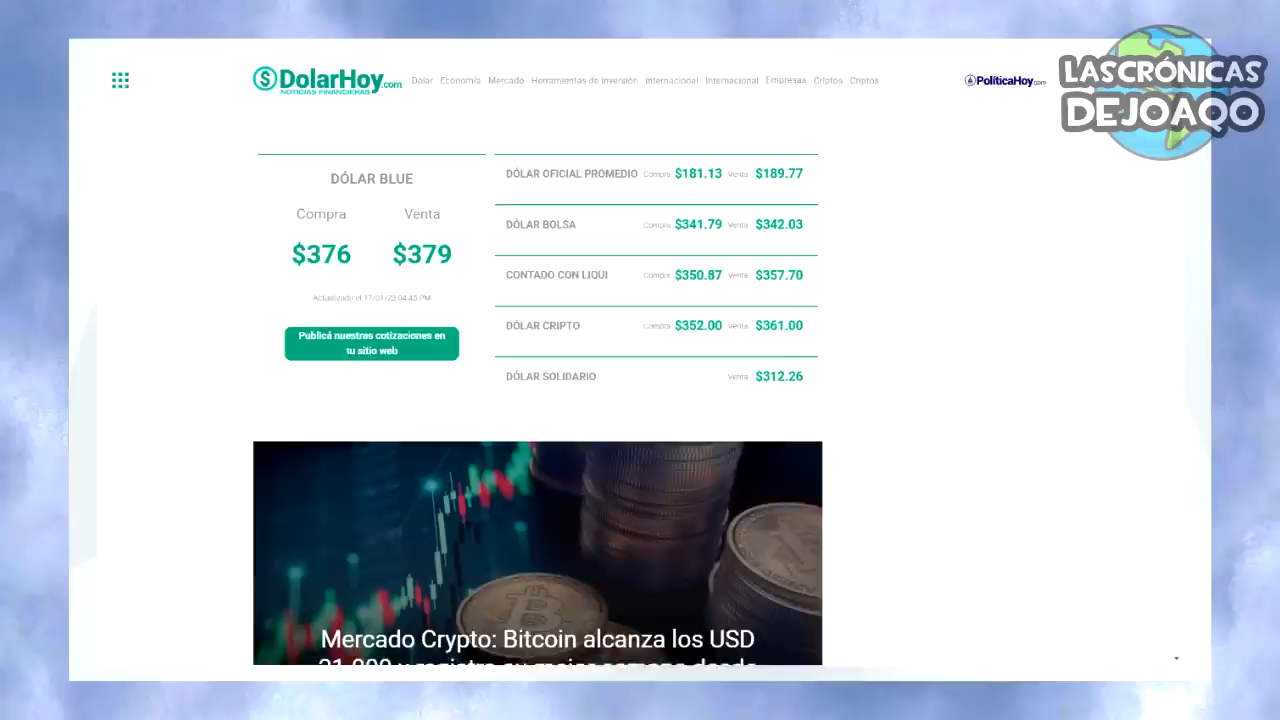 DolarHoy.com
NOTICIAS FINANCIERAS
Dólar Economía Mercado Herramientas de Inversión Internacional Internacional Empresas Criptos Criptos
PolíticaHoy.com
LAS CRÓNICAS
DE JOAQO
DÓLAR BLUE
Compra Venta
$376 $379
Actualizado el 17/01/23 04:45 PM
Publicá nuestras cotizaciones en
tu sitio web
DÓLAR OFICIAL PROMEDIO Compra $181.13 Venta $189.77
DÓLAR BOLSA Compra $341.79 Venta $342.03
CONTADO CON LIQUI Compra $350.87 Venta $357.70
DÓLAR CRIPTO Compra $352.00 Venta $361.00
DÓLAR SOLIDARIO Venta $312.26
Mercado Crypto: Bitcoin alcanza los USD